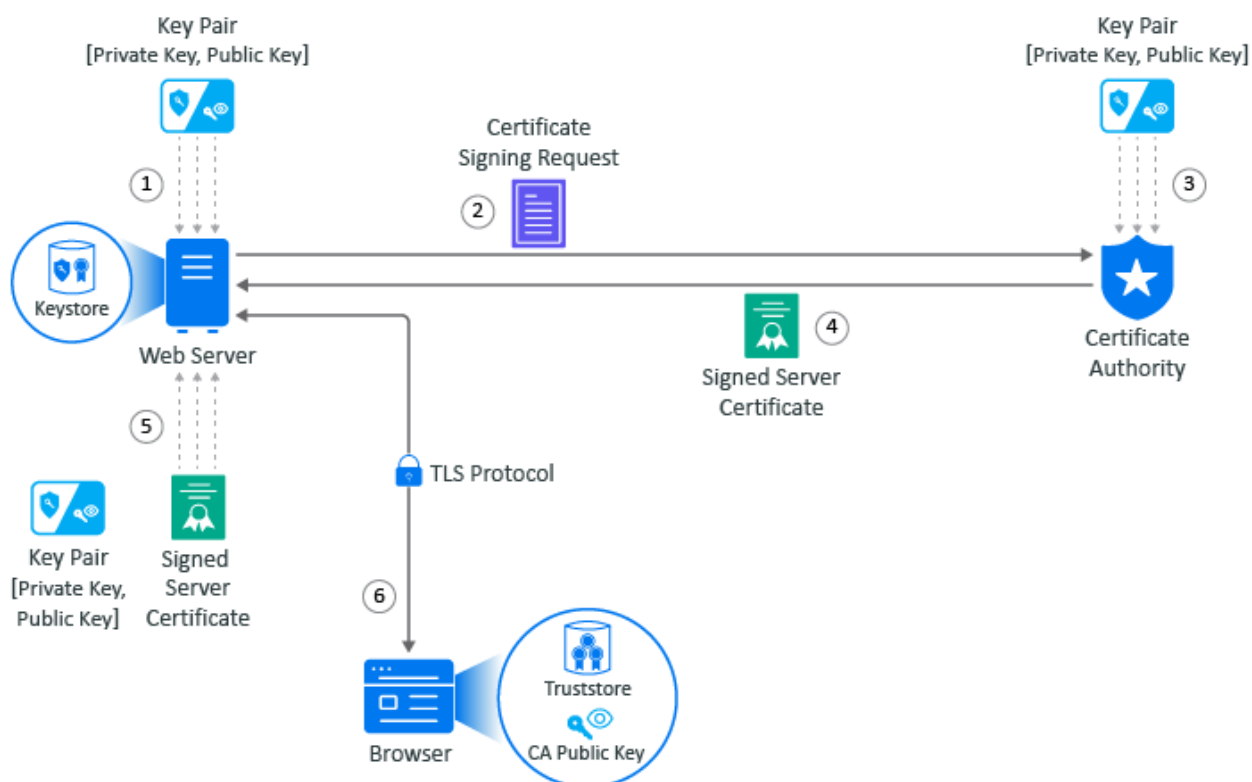 Key Pair
[Private Key, Public Key]
Key Pair
[Private Key, Public Key]
Certificate
Signing Request
1
2
3
Keystore
Web Server
4
Certificate
Authority
Signed Server
Certificate
5
TLS Protocol
Key Pair
[Private Key,
Public Key]
Signed
Server
Certificate
6
Truststore
CA Public Key
Browser